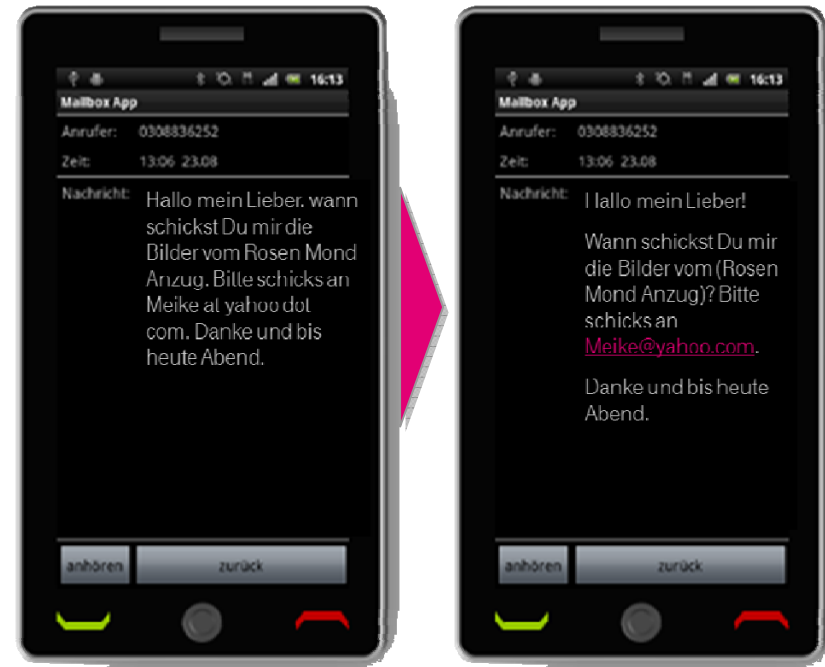 16:13
Mailbox App
Anrufer: 0308836252
Zeit: 13:06 23.08
Nachricht: Hallo mein Lieber. wann
schickst Du mir die
Bilder vom Rosen Mond
Anzug. Bitte schicks an
Meike at yahoo dot
com. Danke und bis
heute Abend.
anhören zurück
16:13
Mailbox App
Anrufer: 0308836252
Zeit: 13:06 23.08
Nachricht: Hallo mein Lieber!
Wann schickst Du mir
die Bilder vom (Rosen
Mond Anzug)? Bitte
schicks an
Meike@yahoo.com.
Danke und bis heute
Abend.
anhören zurück